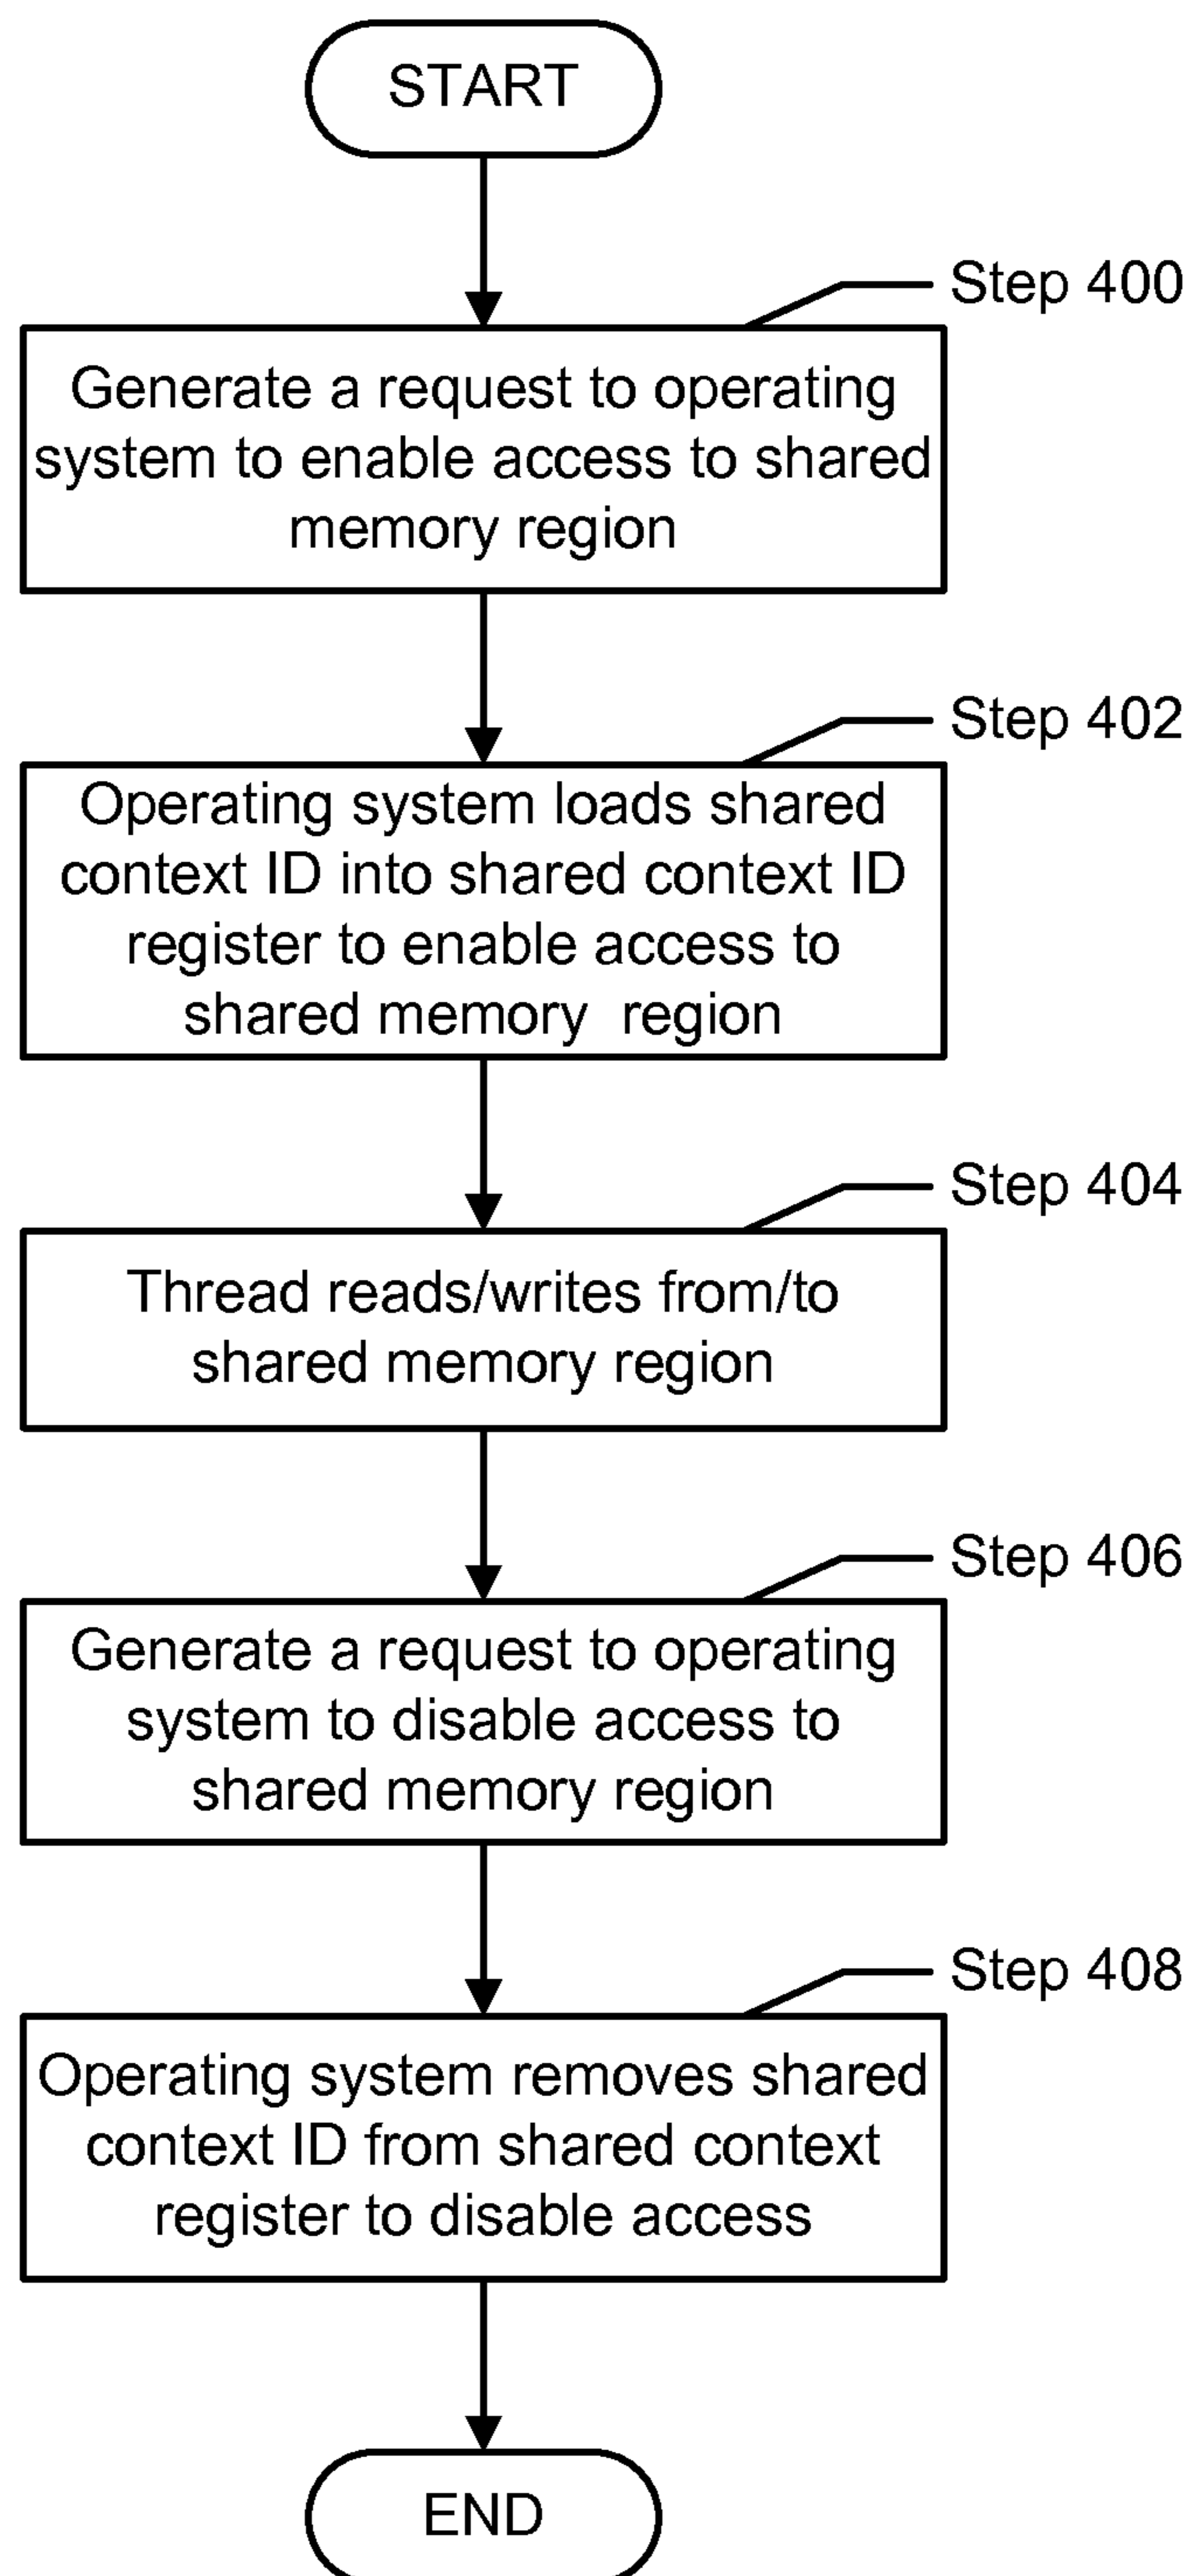 START
Step 400
Generate a request to operating
system to enable access to shared
memory region
Step 402
Operating system loads shared
context ID into shared context ID
register to enable access to
shared memory  region
Step 404
Thread reads/writes from/to
shared memory region
Step 406
Generate a request to operating
system to disable access to
shared memory region
Step 408
Operating system removes shared
context ID from shared context
register to disable access
END